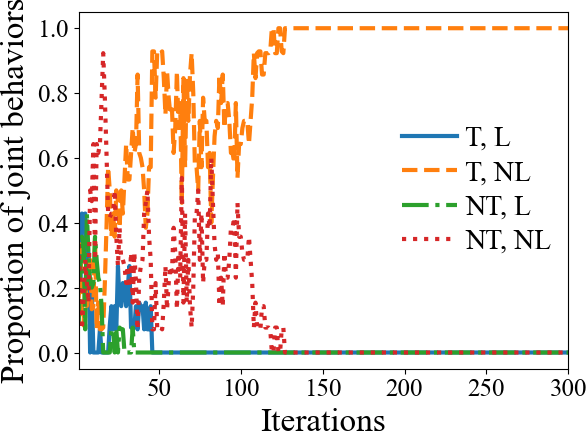 Proportion of joint behaviors
1.0
0.8
0.6
0.4
0.2
0.0
T, L
T, NL
NT, L
NT, NL
50 100 150 200 250 300
Iterations